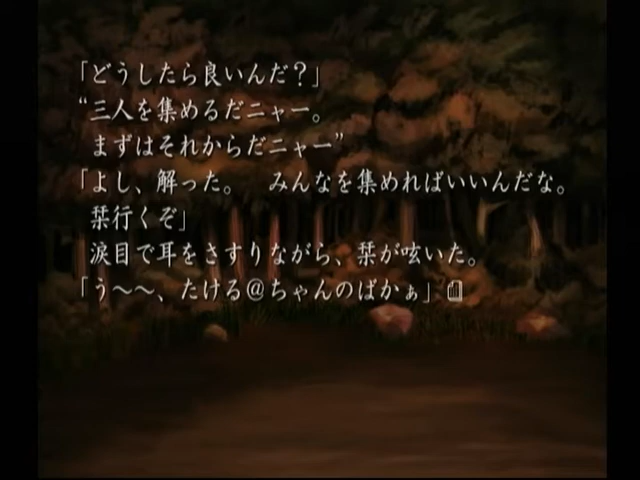 「どうしたら良いんだ？」
“三人を集めるだニャー。
まずはそれからだニャー”
「よし、解った。　みんなを集めればいいんだな。
栞行くぞ」
涙目で耳をさすりながら、栞が呟いた。
「う～～、たける＠ちゃんのばかぁ」